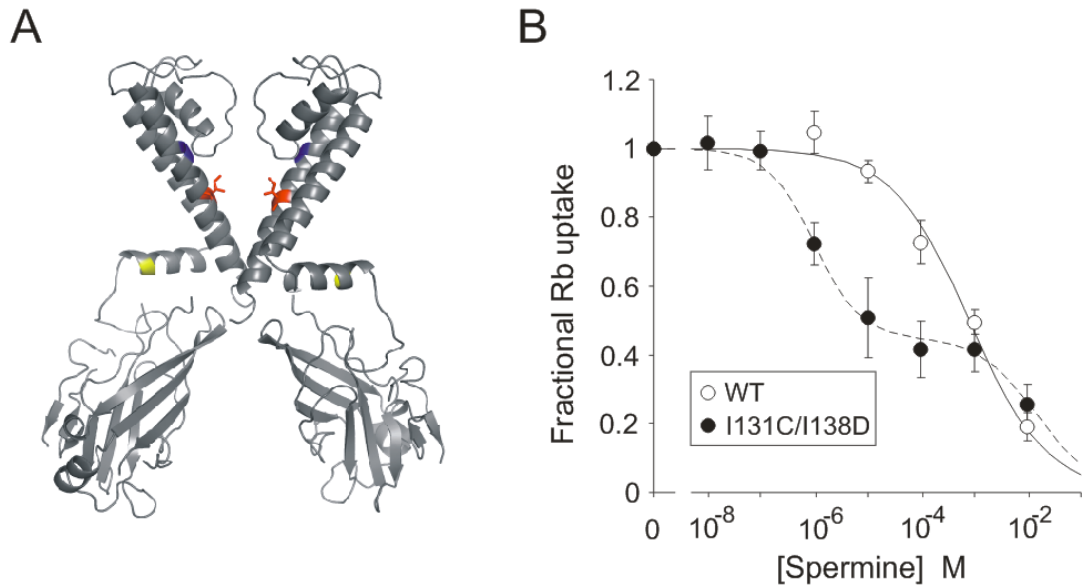 A
B
1.2
1
0.8
0.6
0.4
0.2
0
Fractional Rb uptake
WT
I131C/I138D
0 10-8 10-6 10-4 10-2
[Spermine] M